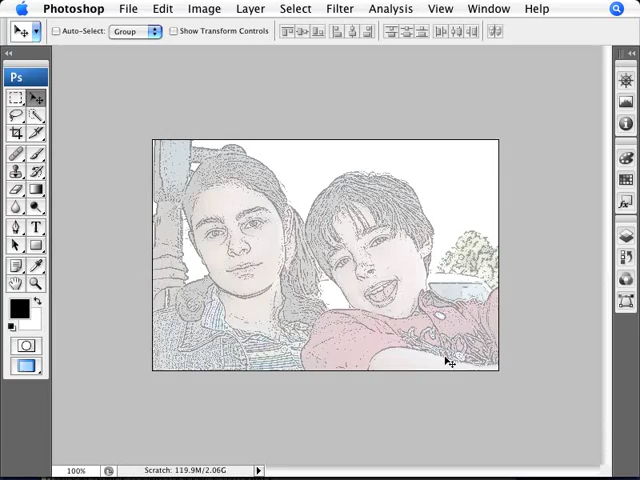 Photoshop File Edit Image Layer Select Filter Analysis View Window Help
Auto-Select: Group Show Transform Controls
Ps
T
100% Scratch: 119.9M/2.06G